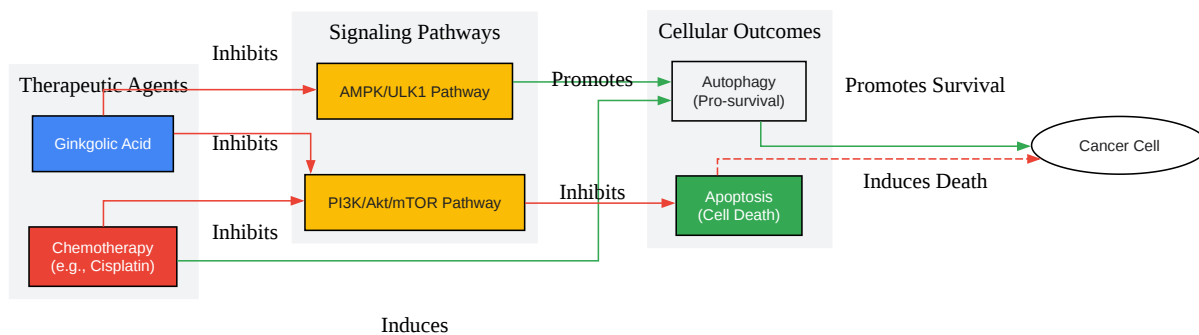 Therapeutic Agents
Ginkgolic Acid
Chemotherapy
(e.g., Cisplatin)
Inhibits
Inhibits
Inhibits
Induces
Signaling Pathways
AMPK/ULK1 Pathway
PI3K/Akt/mTOR Pathway
Promotes
Inhibits
Cellular Outcomes
Autophagy
(Pro-survival)
Apoptosis
(Cell Death)
Promotes Survival
Induces Death
Cancer Cell